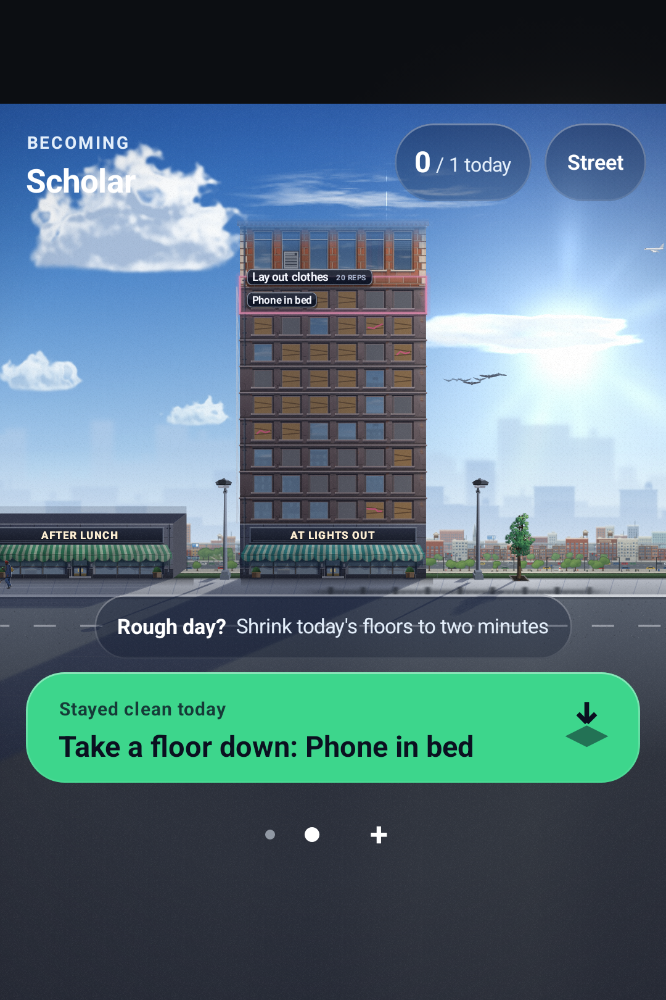 BECOMING
Scholar
0 / 1 today
Street
Lay out clothes 20 REPS
Phone in bed
AFTER LUNCH
AT LIGHTS OUT
Rough day? Shrink today's floors to two minutes
Stayed clean today
Take a floor down: Phone in bed
+